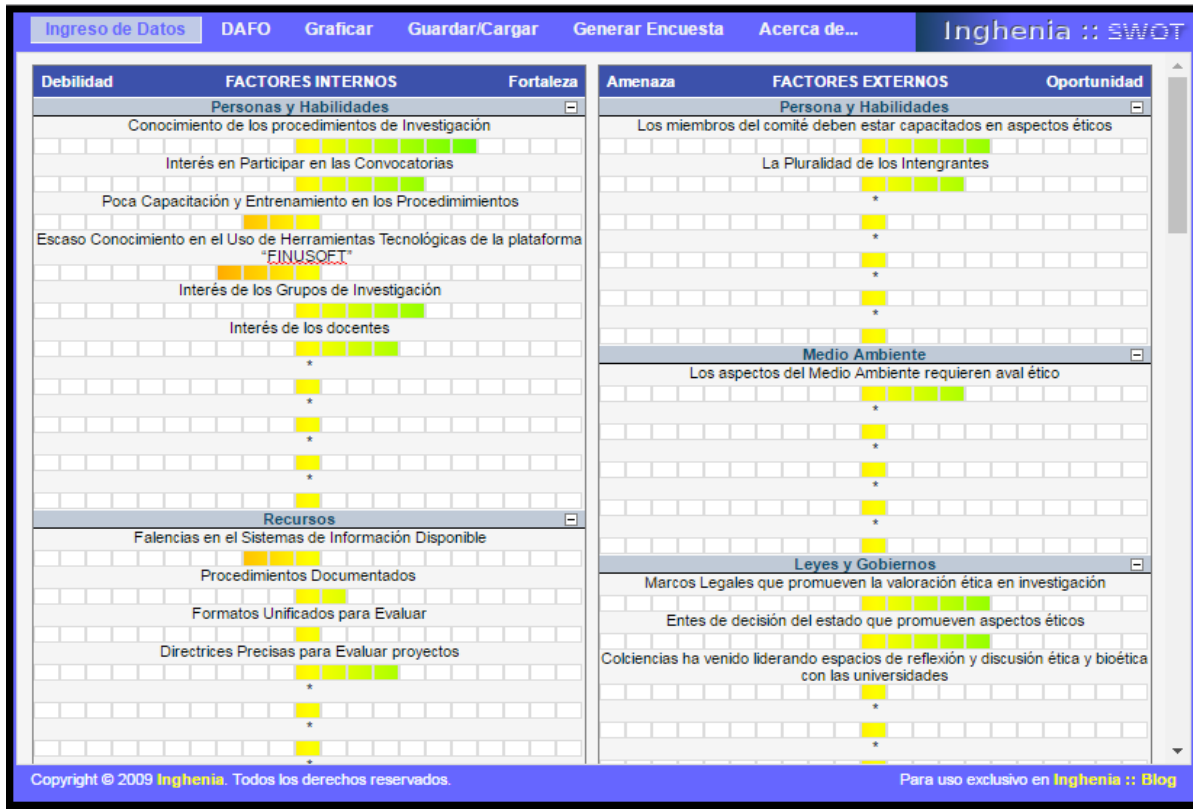 Ingreso de Datos DAFO Graficar Guardar/Cargar Generar Encuesta Acerca de... Inghenia :: SWOT
Debilidad FACTORES INTERNOS Fortaleza
Personas y Habilidades
Conocimiento de los procedimientos de Investigación
Interés en Participar en las Convocatorias
Poca Capacitación y Entrenamiento en los Procedimimientos
Escaso Conocimiento en el Uso de Herramientas Tecnológicas de la plataforma
“FINUSOFT”
Interés de los Grupos de Investigación
Interés de los docentes
*
*
*
*
Recursos
Falencias en el Sistemas de Información Disponible
Procedimientos Documentados
Formatos Unificados para Evaluar
Directrices Precisas para Evaluar proyectos
*
*
*
Amenaza FACTORES EXTERNOS Oportunidad
Persona y Habilidades
Los miembros del comité deben estar capacitados en aspectos éticos
La Pluralidad de los Intengrantes
*
*
*
*
Medio Ambiente
Los aspectos del Medio Ambiente requieren aval ético
*
*
*
*
Leyes y Gobiernos
Marcos Legales que promueven la valoración ética en investigación
Entes de decisión del estado que promueven aspectos éticos
Colciencias ha venido liderando espacios de reflexión y discusión ética y bioética
con las universidades
*
*
Copyright © 2009 Inghenia. Todos los derechos reservados. Para uso exclusivo en Inghenia :: Blog